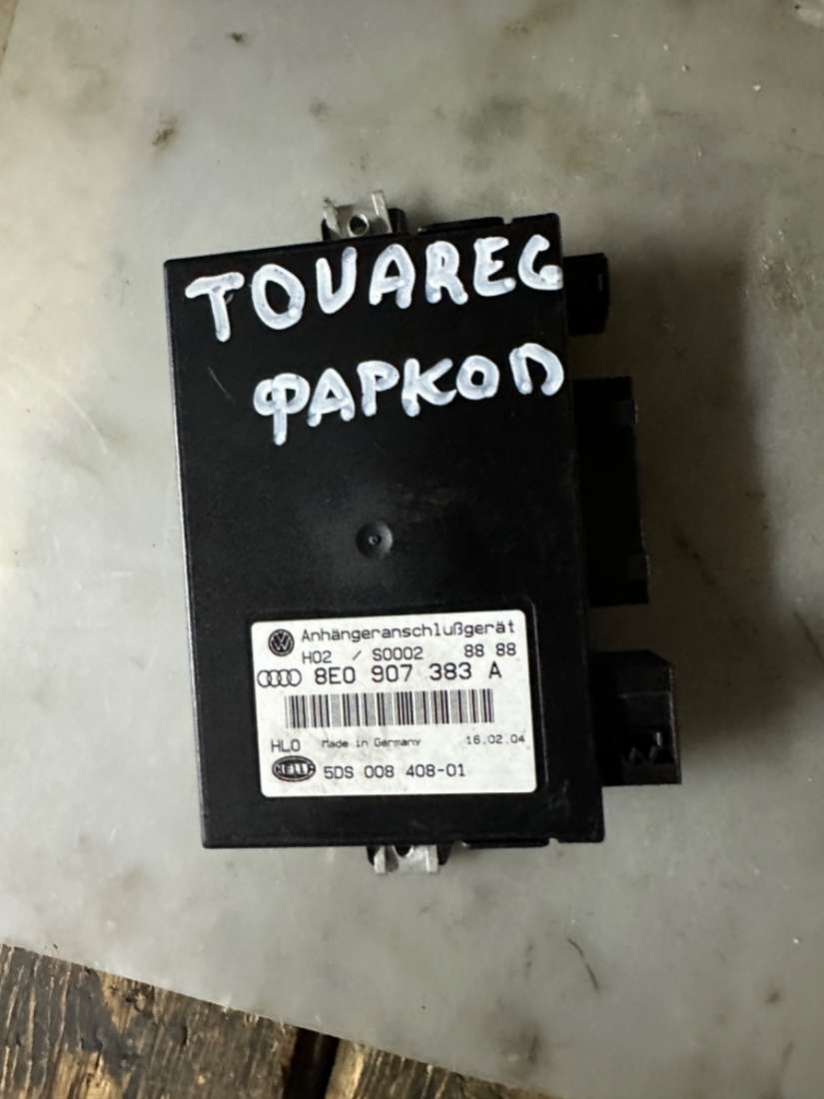 TOUAREG
ФАРКОП
Anhängeranschlußgerät
H02 / S0002 88 88
8E0 907 383 A
HLO Made in Germany 16.02.04
HELLA 5DS 008 408-01